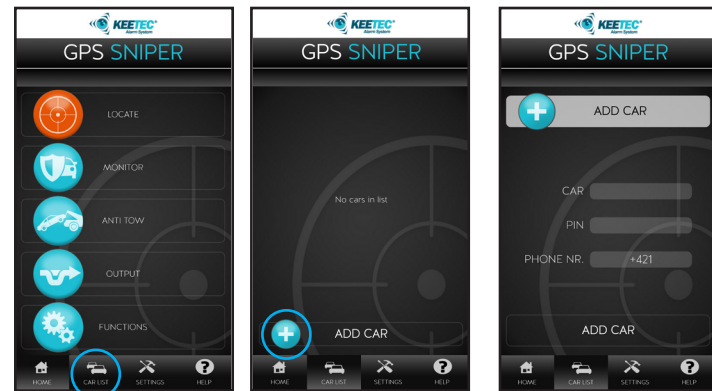 KEETEC
Alarm System
GPS SNIPER
LOCATE
MONITOR
ANTI TOW
OUTPUT
FUNCTIONS
HOME
CAR LIST
SETTINGS
HELP
KEETEC
Alarm System
GPS SNIPER
No cars in list
ADD CAR
HOME
CAR LIST
SETTINGS
HELP
KEETEC
Alarm System
GPS SNIPER
ADD CAR
CAR
PIN
PHONE NR. +421
ADD CAR
HOME
CAR LIST
SETTINGS
HELP